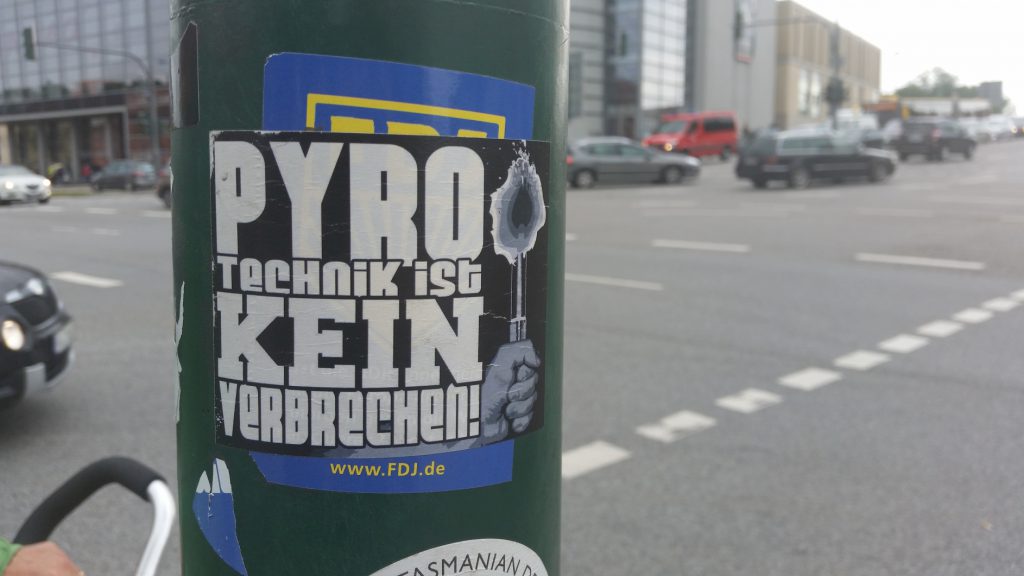 PYRO
TECHNIK IST
KEIN
VERBRECHEN!
www.FDJ.de
TASMANIAN